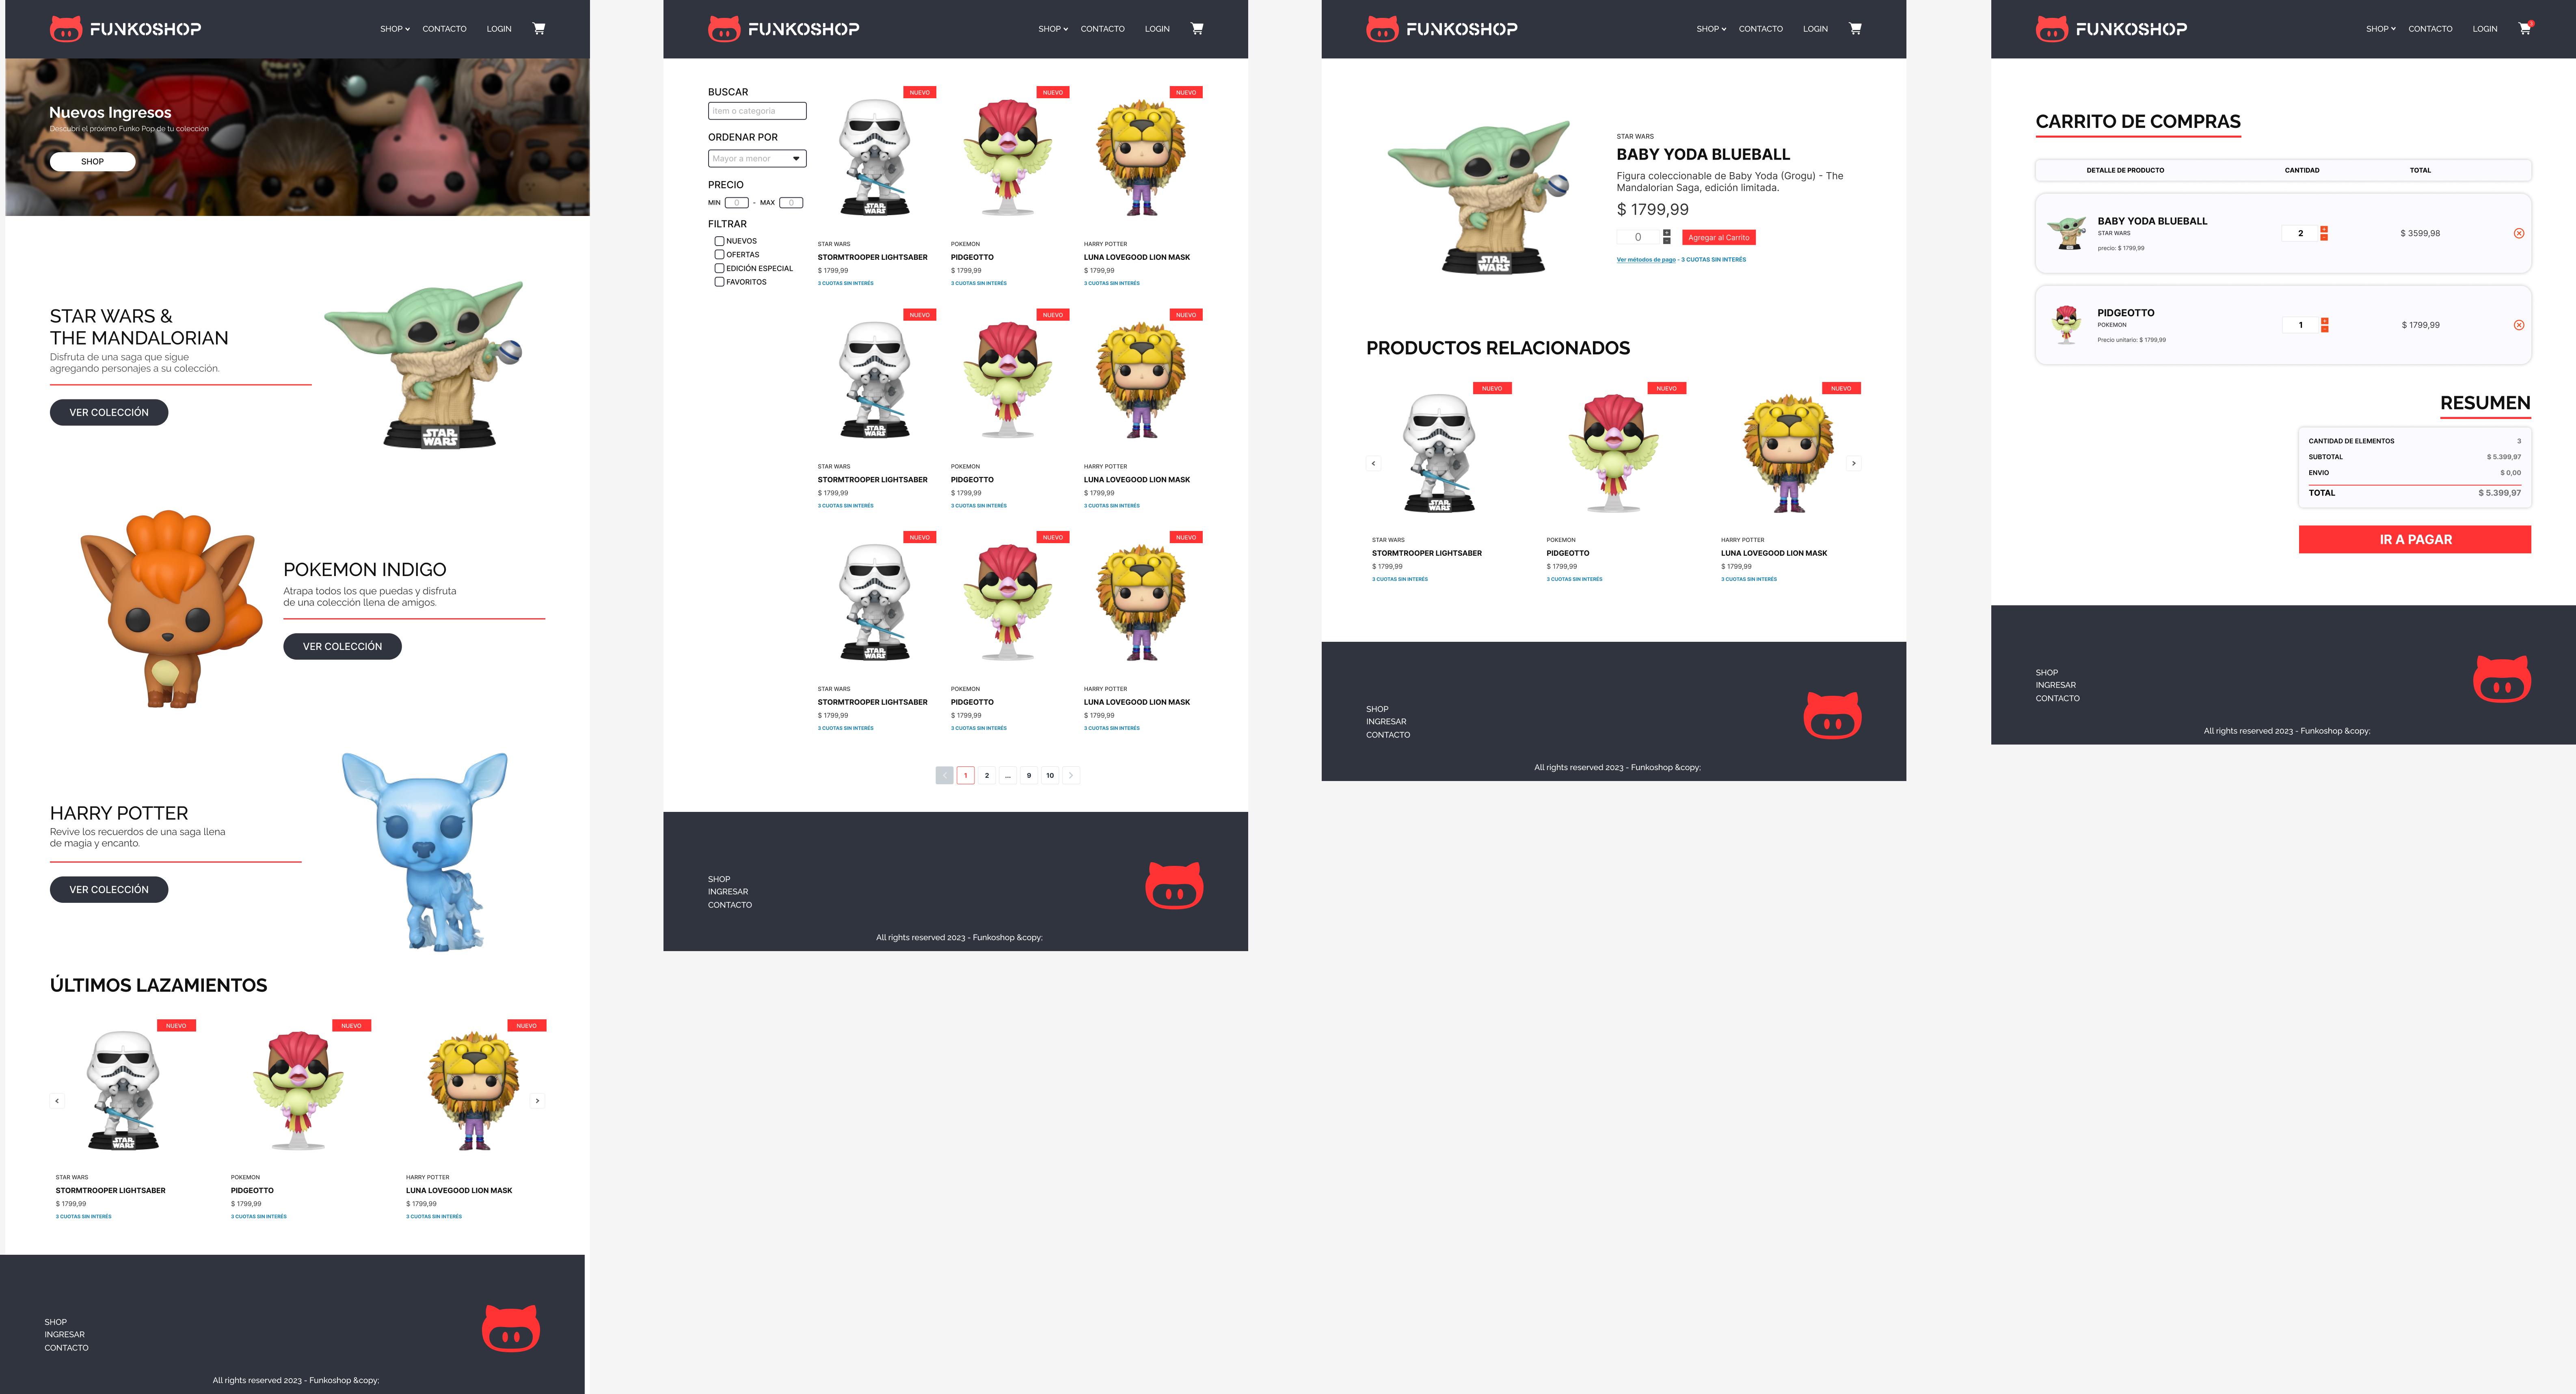 FUNKOSHOP
SHOP CONTACTO LOGIN
Nuevos Ingresos
Descubrí el proximo Funko Pop de tu colección
SHOP
STAR WARS &
THE MANDALORIAN
Disfruta de una saga que sigue
agregando personajes a su colección.
VER COLECCIÓN
STAR
WARS
POKEMON INDIGO
Atrapa todos los que puedas y disfruta
de una colección llena de amigos.
VER COLECCIÓN
HARRY POTTER
Revive los recuerdos de una saga llena
de magia y encanto.
VER COLECCIÓN
ÚLTIMOS LAZAMIENTOS
NUEVO NUEVO NUEVO
< >
STAR
WARS
STAR WARS POKEMON HARRY POTTER
STORMTROOPER LIGHTSABER PIDGEOTTO LUNA LOVEGOOD LION MASK
$ 1799,99 $ 1799,99 $ 1799,99
3 CUOTAS SIN INTERÉS 3 CUOTAS SIN INTERÉS 3 CUOTAS SIN INTERÉS
SHOP
INGRESAR
CONTACTO
All rights reserved 2023 - Funkoshop &copy;
FUNKOSHOP
SHOP CONTACTO LOGIN
BUSCAR
item o categoria
ORDENAR POR
Mayor a menor
PRECIO
MIN 0 - MAX 0
FILTRAR
NUEVOS
OFERTAS
EDICIÓN ESPECIAL
FAVORITOS
NUEVO NUEVO NUEVO
STAR
WARS
STAR WARS POKEMON HARRY POTTER
STORMTROOPER LIGHTSABER PIDGEOTTO LUNA LOVEGOOD LION MASK
$ 1799,99 $ 1799,99 $ 1799,99
3 CUOTAS SIN INTERÉS 3 CUOTAS SIN INTERÉS 3 CUOTAS SIN INTERÉS
NUEVO NUEVO NUEVO
STAR
WARS
STAR WARS POKEMON HARRY POTTER
STORMTROOPER LIGHTSABER PIDGEOTTO LUNA LOVEGOOD LION MASK
$ 1799,99 $ 1799,99 $ 1799,99
3 CUOTAS SIN INTERÉS 3 CUOTAS SIN INTERÉS 3 CUOTAS SIN INTERÉS
NUEVO NUEVO NUEVO
STAR
WARS
STAR WARS POKEMON HARRY POTTER
STORMTROOPER LIGHTSABER PIDGEOTTO LUNA LOVEGOOD LION MASK
$ 1799,99 $ 1799,99 $ 1799,99
3 CUOTAS SIN INTERÉS 3 CUOTAS SIN INTERÉS 3 CUOTAS SIN INTERÉS
< 1 2 ... 9 10 >
SHOP
INGRESAR
CONTACTO
All rights reserved 2023 - Funkoshop &copy;
FUNKOSHOP
SHOP CONTACTO LOGIN
STAR
WARS
STAR WARS
BABY YODA BLUEBALL
Figura coleccionable de Baby Yoda (Grogu) - The
Mandalorian Saga, edición limitada.
$ 1799,99
0 + - Agregar al Carrito
Ver métodos de pago - 3 CUOTAS SIN INTERÉS
PRODUCTOS RELACIONADOS
NUEVO NUEVO NUEVO
< >
STAR
WARS
STAR WARS POKEMON HARRY POTTER
STORMTROOPER LIGHTSABER PIDGEOTTO LUNA LOVEGOOD LION MASK
$ 1799,99 $ 1799,99 $ 1799,99
3 CUOTAS SIN INTERÉS 3 CUOTAS SIN INTERÉS 3 CUOTAS SIN INTERÉS
SHOP
INGRESAR
CONTACTO
All rights reserved 2023 - Funkoshop &copy;
FUNKOSHOP
SHOP CONTACTO LOGIN
CARRITO DE COMPRAS
DETALLE DE PRODUCTO CANTIDAD TOTAL
BABY YODA BLUEBALL
STAR WARS
precio: $ 1799,99
2 + - $ 3599,98
PIDGEOTTO
POKEMON
Precio unitario: $ 1799,99
1 + - $ 1799,99
RESUMEN
CANTIDAD DE ELEMENTOS 3
SUBTOTAL $ 5.399,97
ENVIO $ 0,00
TOTAL $ 5.399,97
IR A PAGAR
SHOP
INGRESAR
CONTACTO
All rights reserved 2023 - Funkoshop &copy;